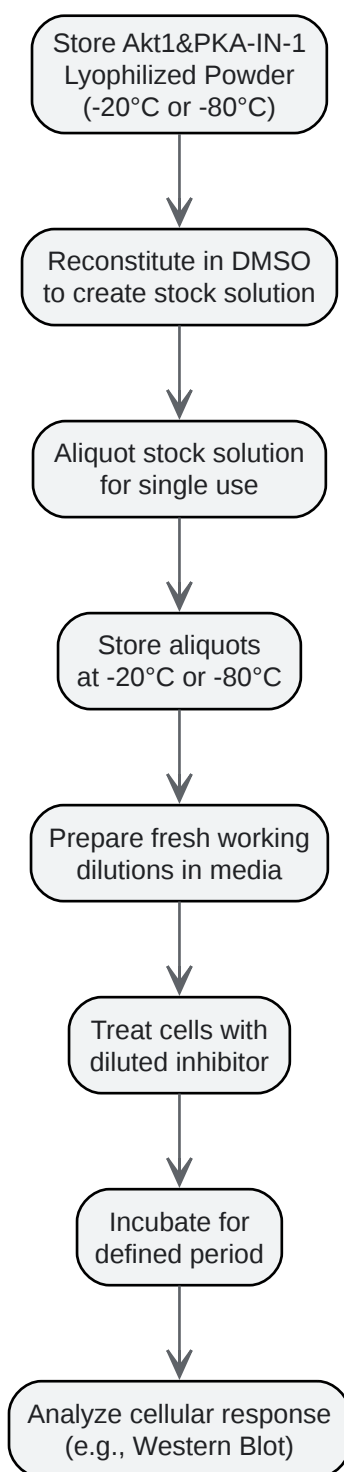 Store Akt1&PKA-IN-1
Lyophilized Powder
(-20°C or -80°C)
Reconstitute in DMSO
to create stock solution
Aliquot stock solution
for single use
Store aliquots
at -20°C or -80°C
Prepare fresh working
dilutions in media
Treat cells with
diluted inhibitor
Incubate for
defined period
Analyze cellular response
(e.g., Western Blot)